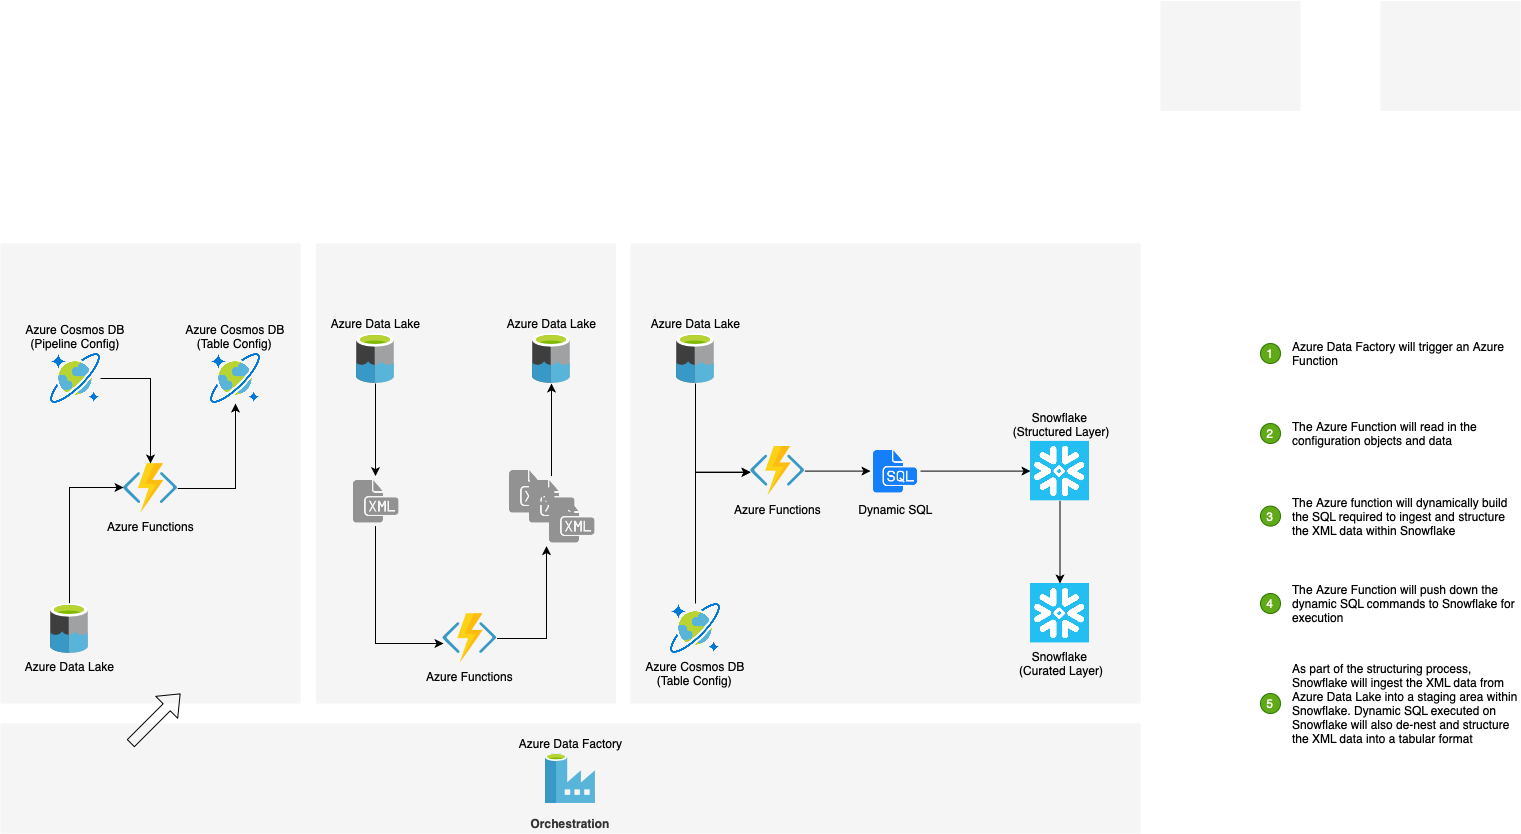 Azure Cosmos DB
(Pipeline Config)
Azure Cosmos DB
(Table Config)
Azure Functions
Azure Data Lake
Azure Data Lake
Azure Data Lake
XML
XML
Azure Functions
Azure Data Lake
Azure Functions
SQL
Dynamic SQL
Snowflake
(Structured Layer)
Azure Cosmos DB
(Table Config)
Snowflake
(Curated Layer)
Azure Data Factory
Orchestration
1
Azure Data Factory will trigger an Azure
Function
2
The Azure Function will read in the
configuration objects and data
3
The Azure function will dynamically build
the SQL required to ingest and structure
the XML data within Snowflake
4
The Azure Function will push down the
dynamic SQL commands to Snowflake for
execution
5
As part of the structuring process,
Snowflake will ingest the XML data from
Azure Data Lake into a staging area within
Snowflake. Dynamic SQL executed on
Snowflake will also de-nest and structure
the XML data into a tabular format